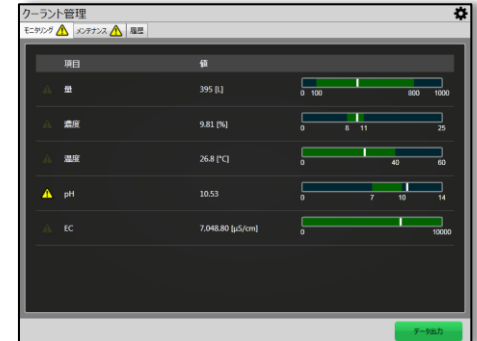 クーラント管理
モニタリング メンテナンス 履歴
項目 値
量 395 [L] 0 100 800 1000
濃度 9.81 [%] 0 8 11 25
温度 26.8 [°C] 0 40 60
pH 10.53 0 7 10 14
EC 7,048.80 [µS/cm] 0 10000
データ出力